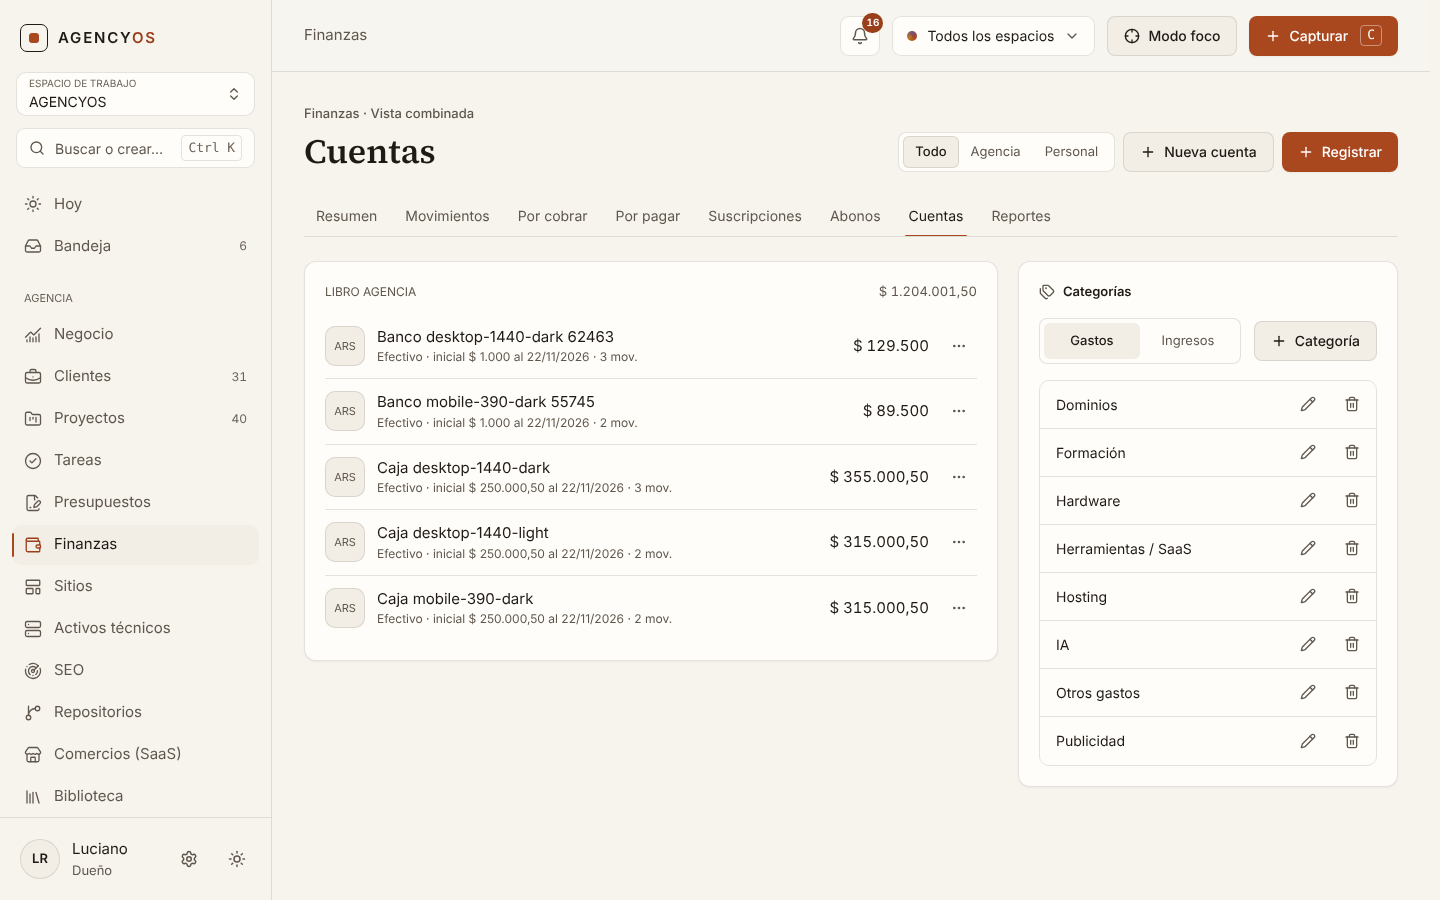 AGENCYOS
ESPACIO DE TRABAJO
AGENCYOS
Buscar o crear... Ctrl K
Hoy
Bandeja 6
AGENCIA
Negocio
Clientes 31
Proyectos 40
Tareas
Presupuestos
Finanzas
Sitios
Activos técnicos
SEO
Repositorios
Comercios (SaaS)
Biblioteca
LR Luciano
Dueño
Finanzas
16
Todos los espacios
Modo foco
Capturar C
Finanzas · Vista combinada
Cuentas
Todo Agencia Personal
Nueva cuenta
Registrar
Resumen Movimientos Por cobrar Por pagar Suscripciones Abonos Cuentas Reportes
LIBRO AGENCIA $ 1.204.001,50
ARS Banco desktop-1440-dark 62463 $ 129.500
Efectivo · inicial $ 1.000 al 22/11/2026 · 3 mov.
ARS Banco mobile-390-dark 55745 $ 89.500
Efectivo · inicial $ 1.000 al 22/11/2026 · 2 mov.
ARS Caja desktop-1440-dark $ 355.000,50
Efectivo · inicial $ 250.000,50 al 22/11/2026 · 3 mov.
ARS Caja desktop-1440-light $ 315.000,50
Efectivo · inicial $ 250.000,50 al 22/11/2026 · 2 mov.
ARS Caja mobile-390-dark $ 315.000,50
Efectivo · inicial $ 250.000,50 al 22/11/2026 · 2 mov.
Categorías
Gastos Ingresos
Categoría
Dominios
Formación
Hardware
Herramientas / SaaS
Hosting
IA
Otros gastos
Publicidad